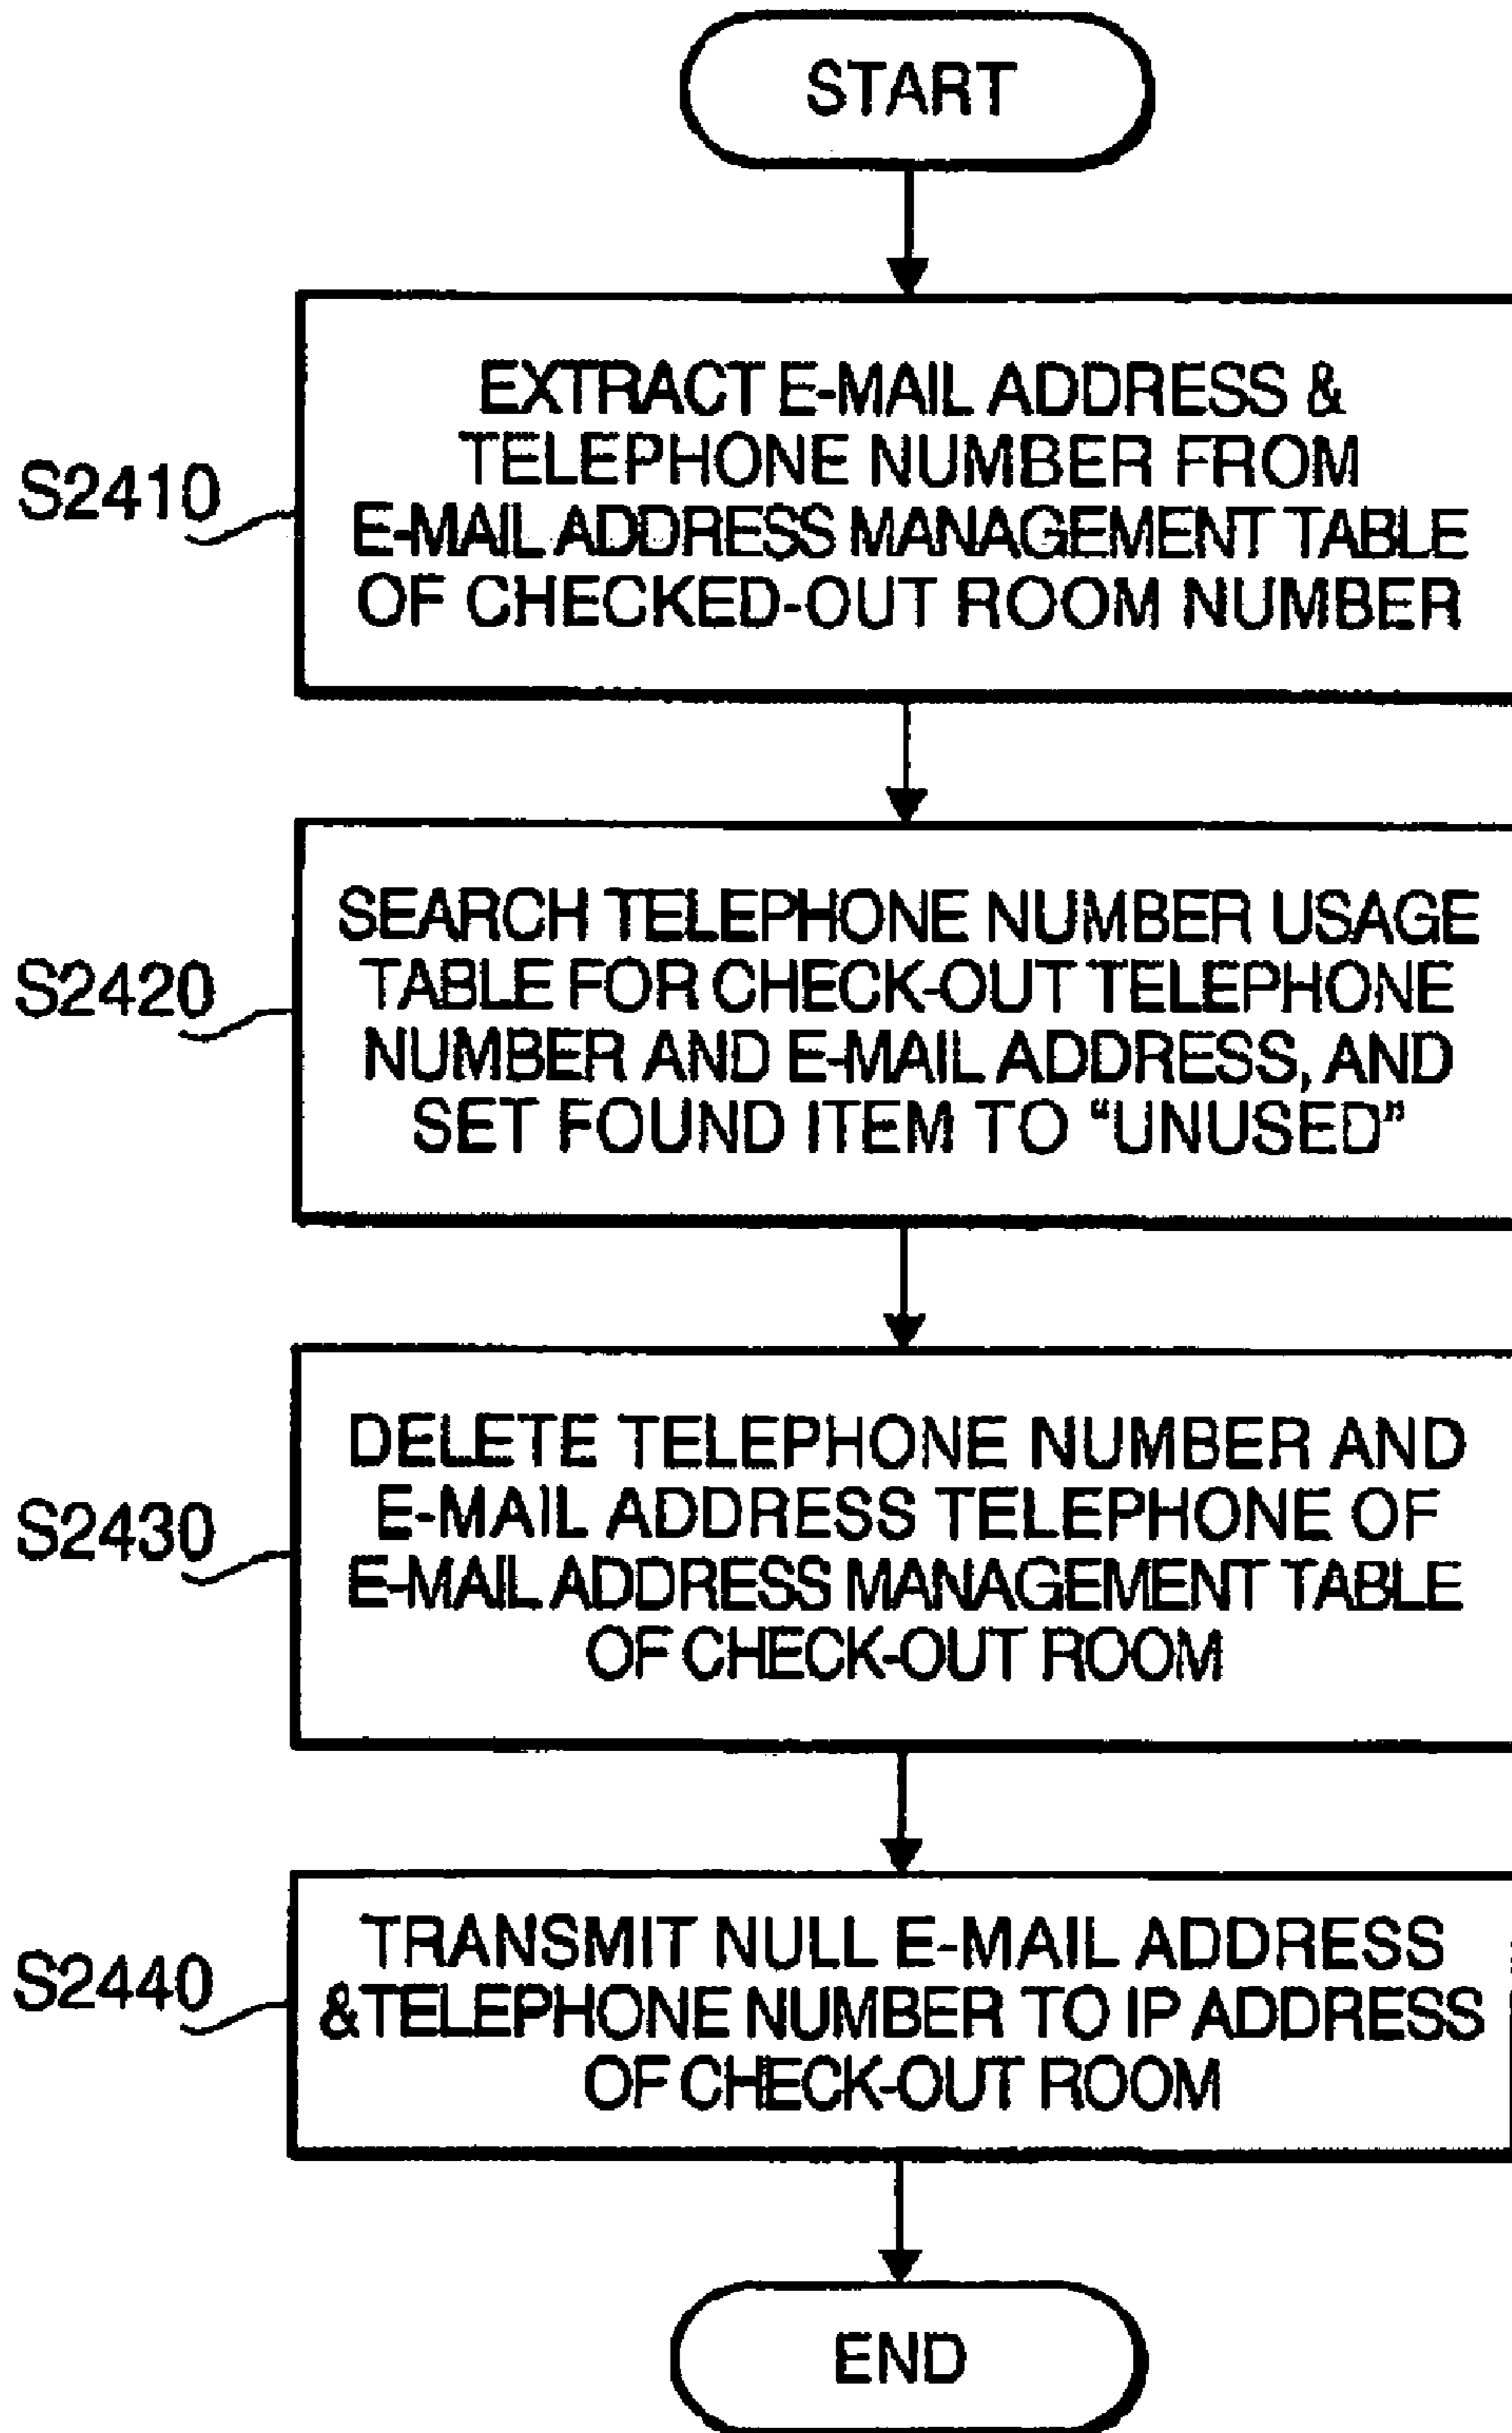 START
S2410
EXTRACT E-MAIL ADDRESS &
TELEPHONE NUMBER FROM
E-MAIL ADDRESS MANAGEMENT TABLE
OF CHECKED-OUT ROOM NUMBER
S2420
SEARCH TELEPHONE NUMBER USAGE
TABLE FOR CHECK-OUT TELEPHONE
NUMBER AND E-MAIL ADDRESS, AND
SET FOUND ITEM TO “UNUSED”
S2430
DELETE TELEPHONE NUMBER AND
E-MAIL ADDRESS TELEPHONE OF
E-MAIL ADDRESS MANAGEMENT TABLE
OF CHECK-OUT ROOM
S2440
TRANSMIT NULL E-MAIL ADDRESS
&TELEPHONE NUMBER TO IP ADDRESS
OF CHECK-OUT ROOM
END